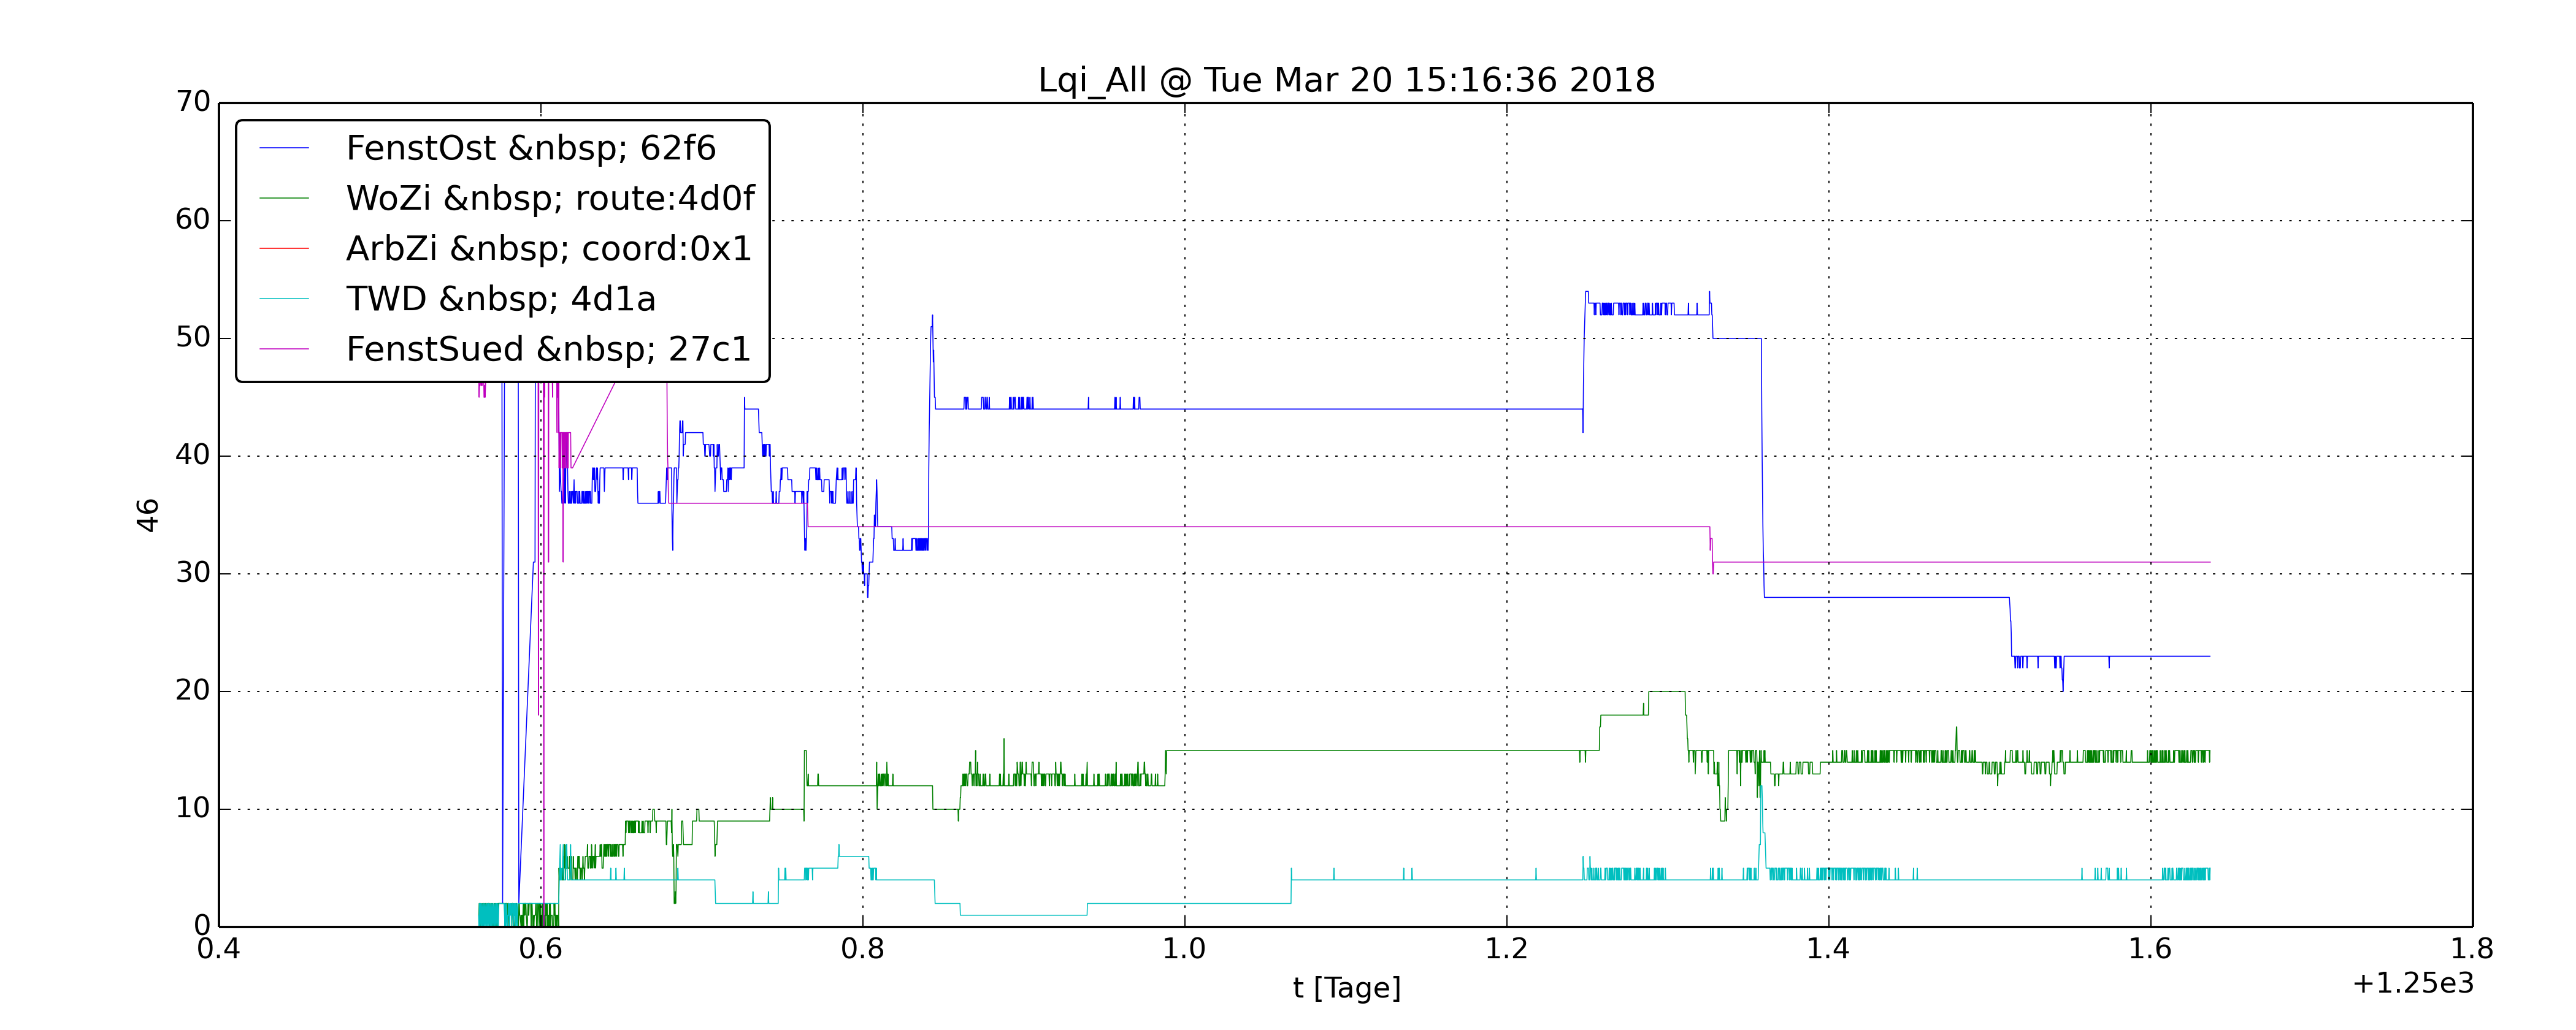 Lqi_All @ Tue Mar 20 15:16:36 2018
70
60
50
40
30
20
10
0
46
FenstOst &nbsp; 62f6
WoZi &nbsp; route:4d0f
ArbZi &nbsp; coord:0x1
TWD &nbsp; 4d1a
FenstSued &nbsp; 27c1
0.4 0.6 0.8 1.0 1.2 1.4 1.6 1.8
t [Tage]
+1.25e3